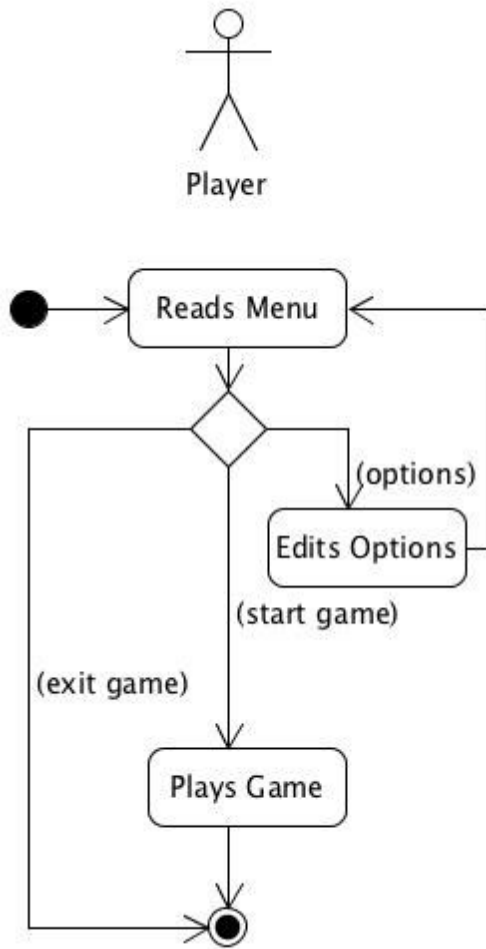 Player
Reads Menu
(options)
Edits Options
(start game)
(exit game)
Plays Game